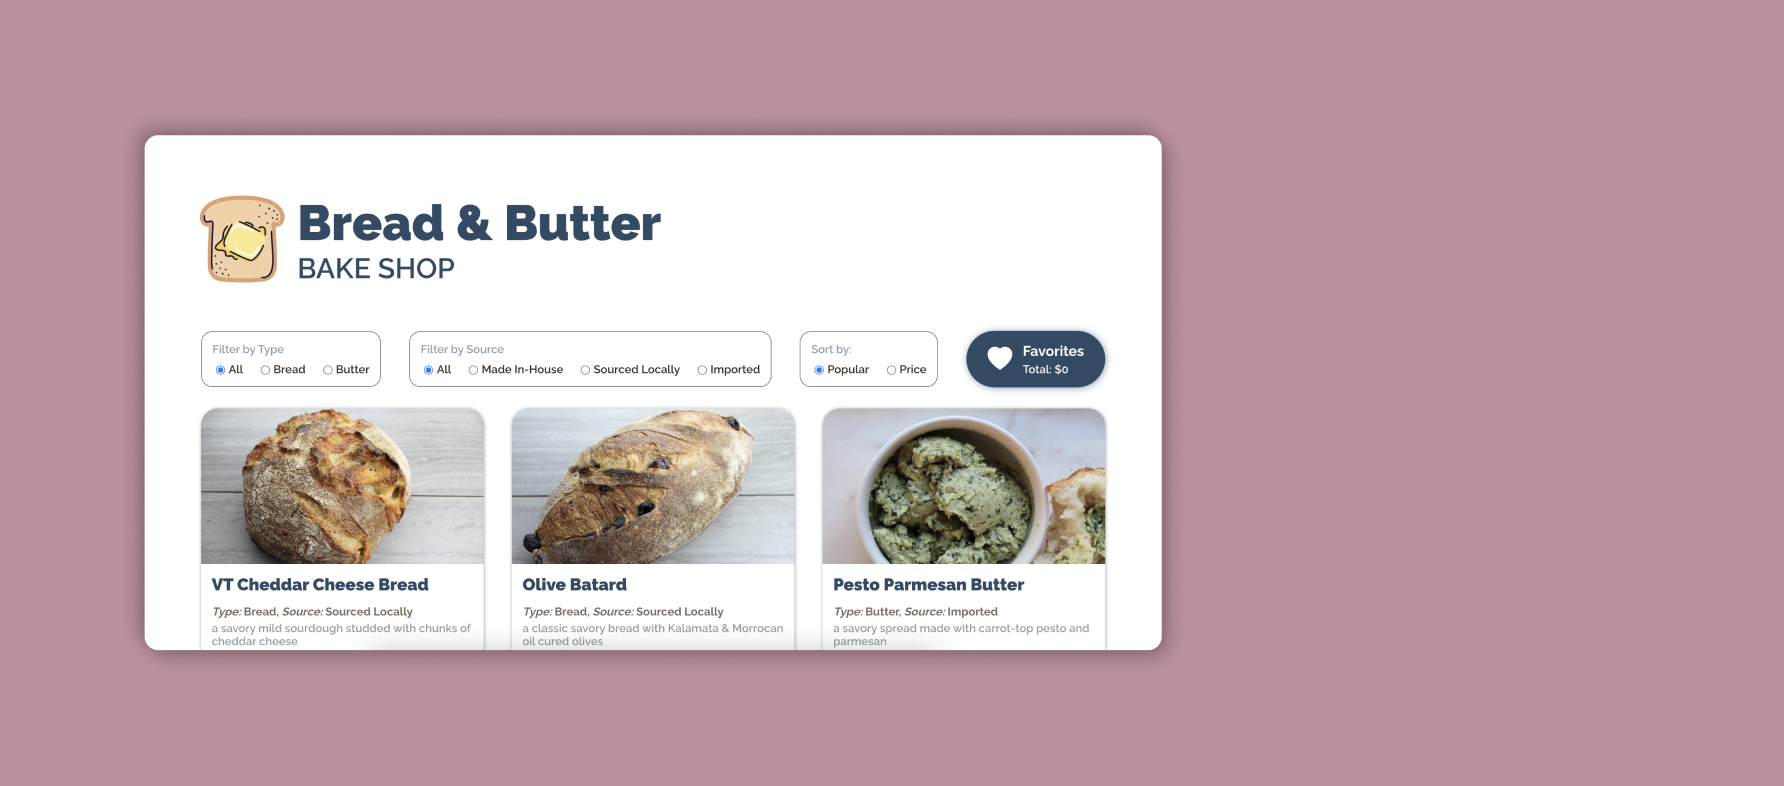 Bread & Butter
BAKE SHOP
Filter by Type
All Bread Butter
Filter by Source
All Made In-House Sourced Locally Imported
Sort by:
Popular Price
Favorites
Total: $0
VT Cheddar Cheese Bread
Type: Bread, Source: Sourced Locally
a savory mild sourdough studded with chunks of
cheddar cheese
Olive Batard
Type: Bread, Source: Sourced Locally
a classic savory bread with Kalamata & Morrocan
oil cured olives
Pesto Parmesan Butter
Type: Butter, Source: Imported
a savory spread made with carrot-top pesto and
parmesan